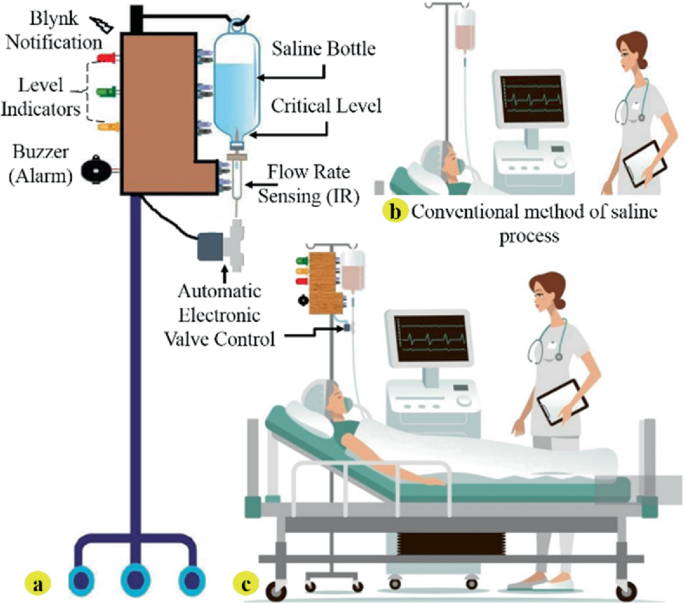 Blynk
Notification
Level
Indicators
Buzzer
(Alarm)
Saline Bottle
Critical Level
Flow Rate
Sensing (IR)
Automatic
Electronic
Valve Control
a
b Conventional method of saline
process
c